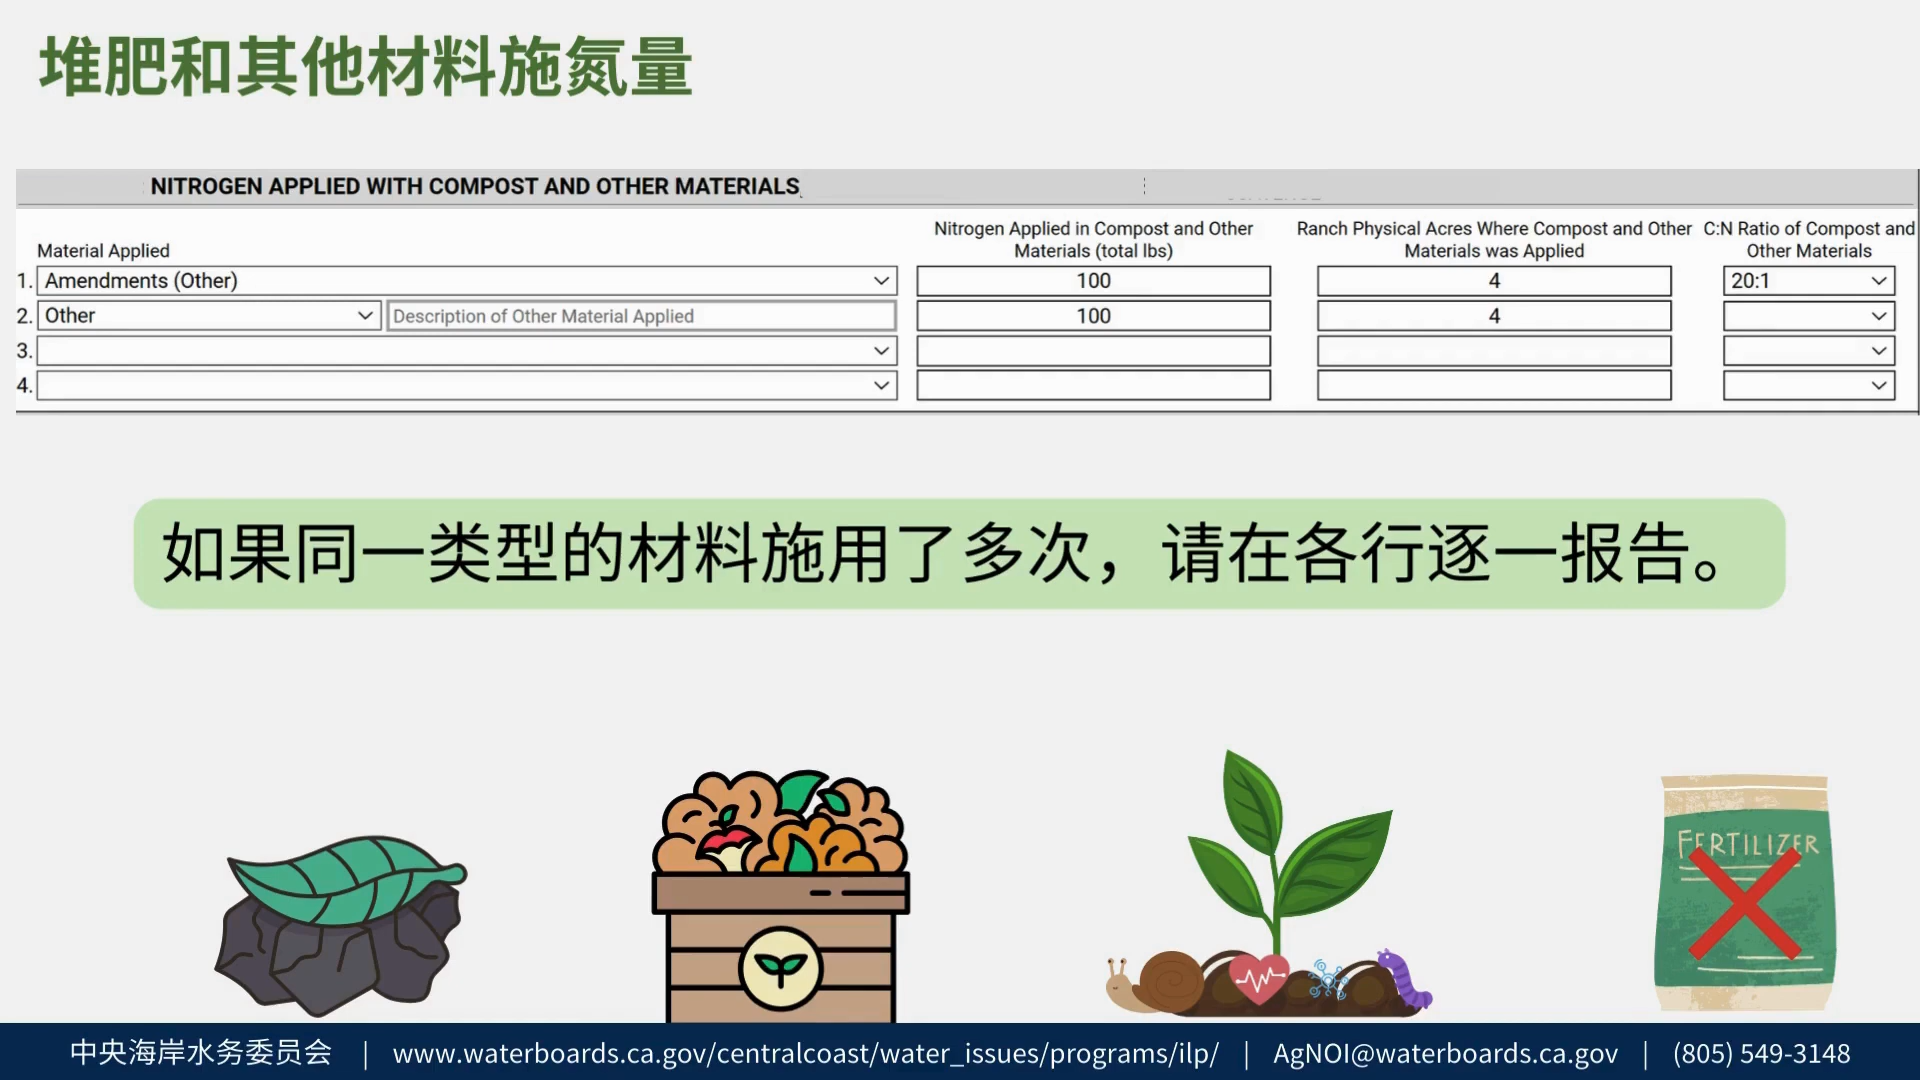 堆肥和其他材料施氮量
NITROGEN APPLIED WITH COMPOST AND OTHER MATERIALS
Material Applied
Nitrogen Applied in Compost and Other
Materials (total lbs)
Ranch Physical Acres Where Compost and Other
Materials was Applied
C:N Ratio of Compost and
Other Materials
1. Amendments (Other) 100 4 20:1
2. Other Description of Other Material Applied 100 4
3.
4.
如果同一类型的材料施用了多次，请在各行逐一报告。
FERTILIZER
中央海岸水务委员会 | www.waterboards.ca.gov/centralcoast/water_issues/programs/ilp/ | AgNOI@waterboards.ca.gov | (805) 549-3148